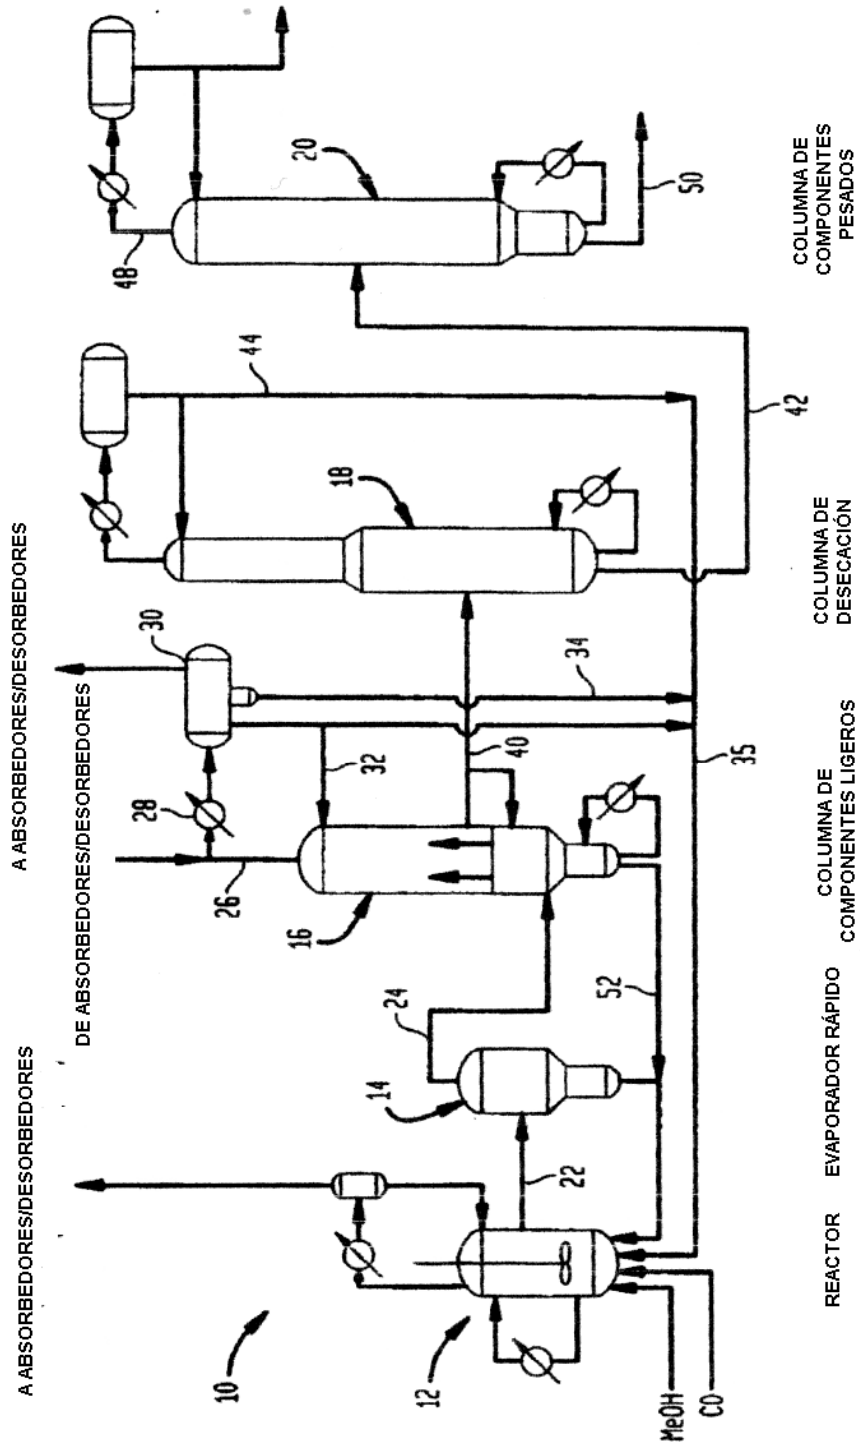 A ABSORBEDORES/DESORBEDORES
A ABSORBEDORES/DESORBEDORES
DE ABSORBEDORES/DESORBEDORES
10
12
MeOH
CO
22
14
24
52
16
26
28
30
32
40
34
35
18
44
42
48
20
50
REACTOR
EVAPORADOR RÁPIDO
COLUMNA DE
COMPONENTES LIGEROS
COLUMNA DE
DESECACIÓN
COLUMNA DE
COMPONENTES
PESADOS